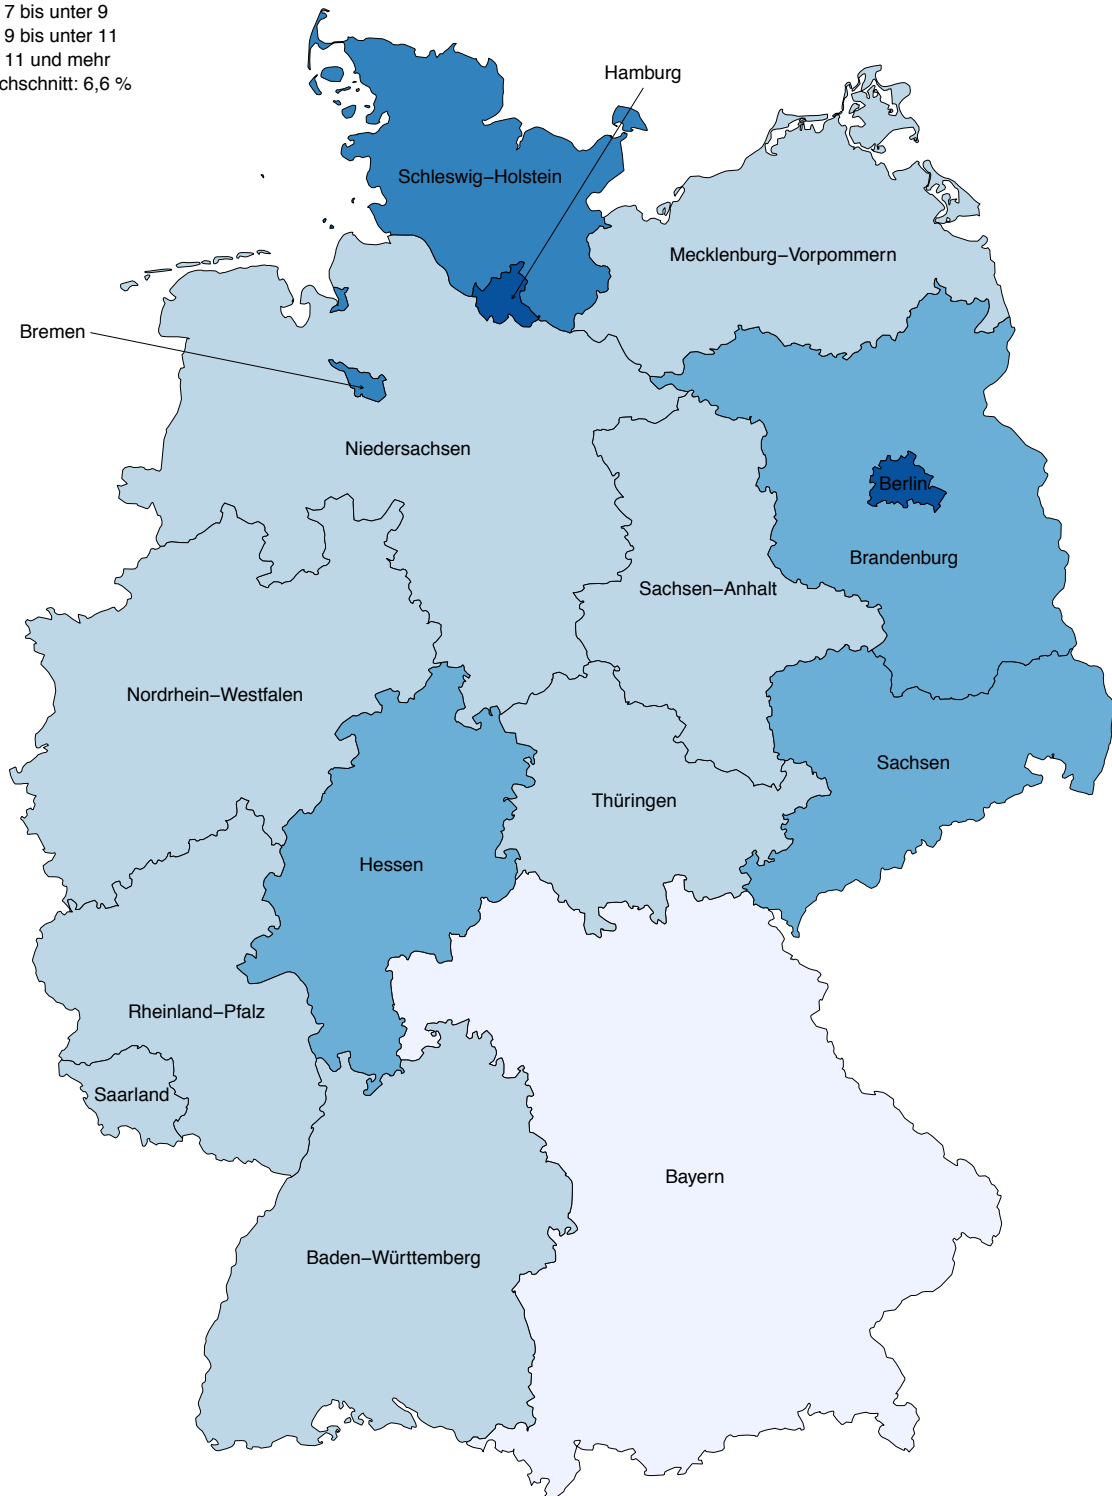 7 bis unter 9
9 bis unter 11
11 und mehr
chschnitt: 6,6 %
Hamburg
Schleswig−Holstein
Mecklenburg−Vorpommern
Bremen
Niedersachsen
Berlin
Brandenburg
Sachsen−Anhalt
Nordrhein−Westfalen
Sachsen
Thüringen
Hessen
Rheinland−Pfalz
Saarland
Bayern
Baden−Württemberg